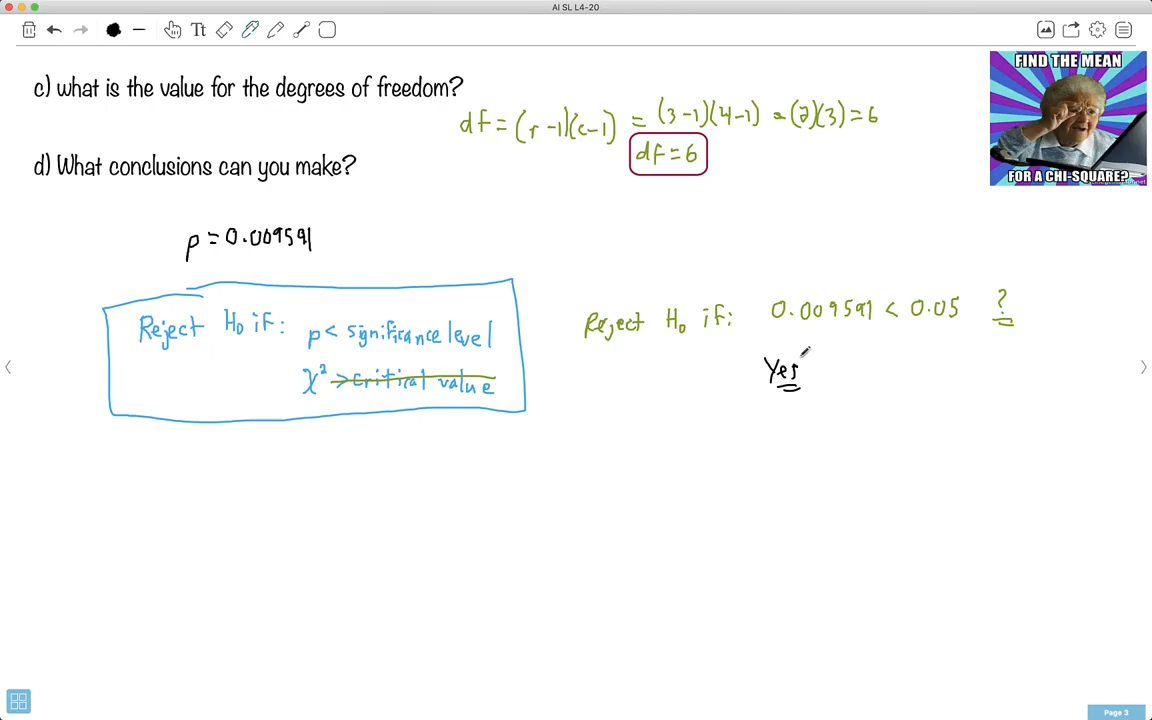 AI SL L4-20
Tt
FIND THE MEAN
FOR A CHI-SQUARE?
c) what is the value for the degrees of freedom?
df = (r-1)(c-1) = (3-1)(4-1) = (2)(3) = 6
df = 6
d) What conclusions can you make?
p = 0.009591
Reject H₀ if: p < significance level
χ² > critical value
Reject H₀ if: 0.009591 < 0.05 ?
Yes
Page 3